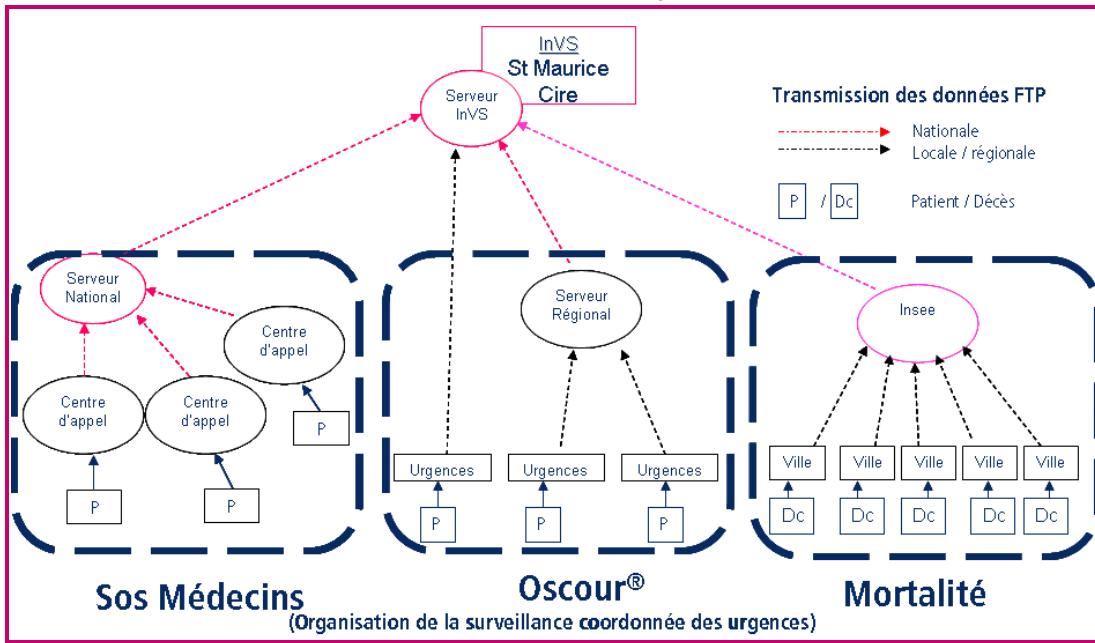 InVS
St Maurice
Cire
Serveur
InVS
Transmission des données FTP
Nationale
Locale / régionale
P / Dc Patient / Décès
Serveur
National
Centre
d'appel
Centre
d'appel
Centre
d'appel
P
P
P
Serveur
Régional
Urgences
Urgences
Urgences
P
P
P
Insee
Ville
Ville
Ville
Ville
Ville
Dc
Dc
Dc
Dc
Dc
Sos Médecins
Oscour®
Mortalité
(Organisation de la surveillance coordonnée des urgences)